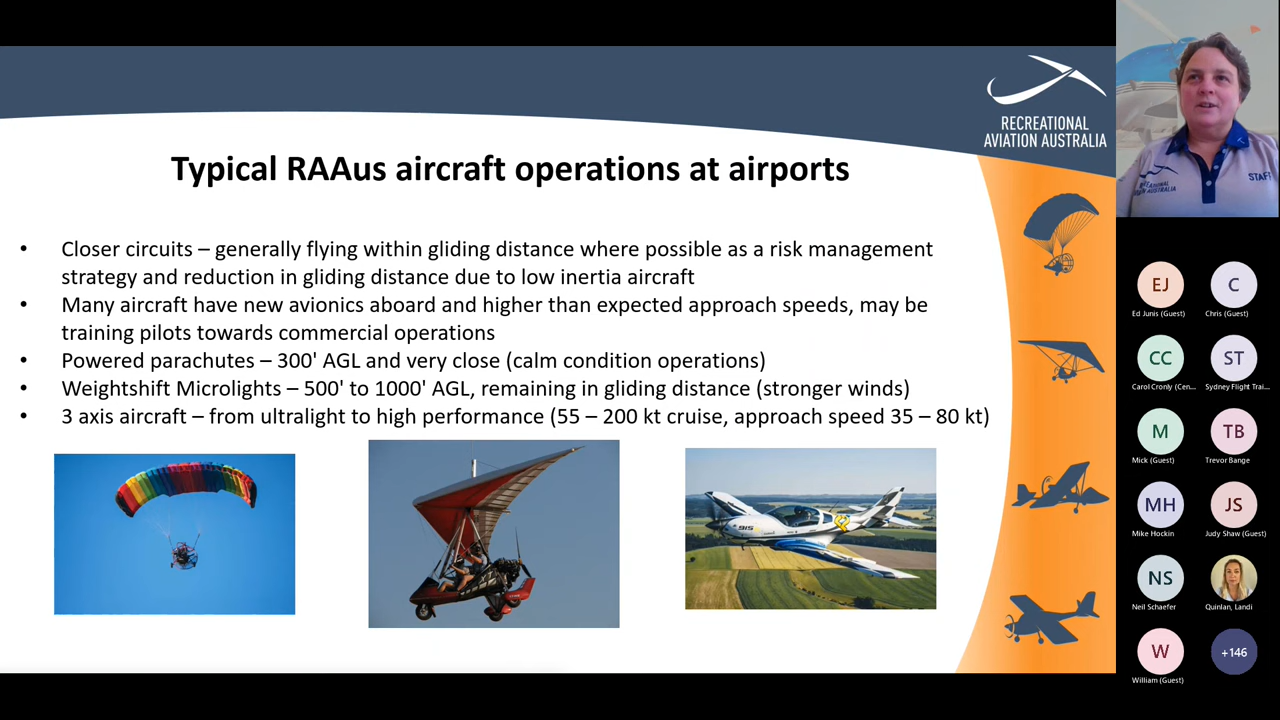 RECREATIONAL
AVIATION AUSTRALIA
Typical RAAus aircraft operations at airports
• Closer circuits – generally flying within gliding distance where possible as a risk management
strategy and reduction in gliding distance due to low inertia aircraft
• Many aircraft have new avionics aboard and higher than expected approach speeds, may be
training pilots towards commercial operations
• Powered parachutes – 300' AGL and very close (calm condition operations)
• Weightshift Microlights – 500' to 1000' AGL, remaining in gliding distance (stronger winds)
• 3 axis aircraft – from ultralight to high performance (55 – 200 kt cruise, approach speed 35 – 80 kt)
915
STAFF
AUSTRALIA
EJ
Ed Junis (Guest)
C
Chris (Guest)
CC
Carol Cronly (Cen...
ST
Sydney Flight Trai...
M
Mick (Guest)
TB
Trevor Bange
MH
Mike Hockin
JS
Judy Shaw (Guest)
NS
Neil Schaefer
Quinlan, Landi
W
William (Guest)
+146